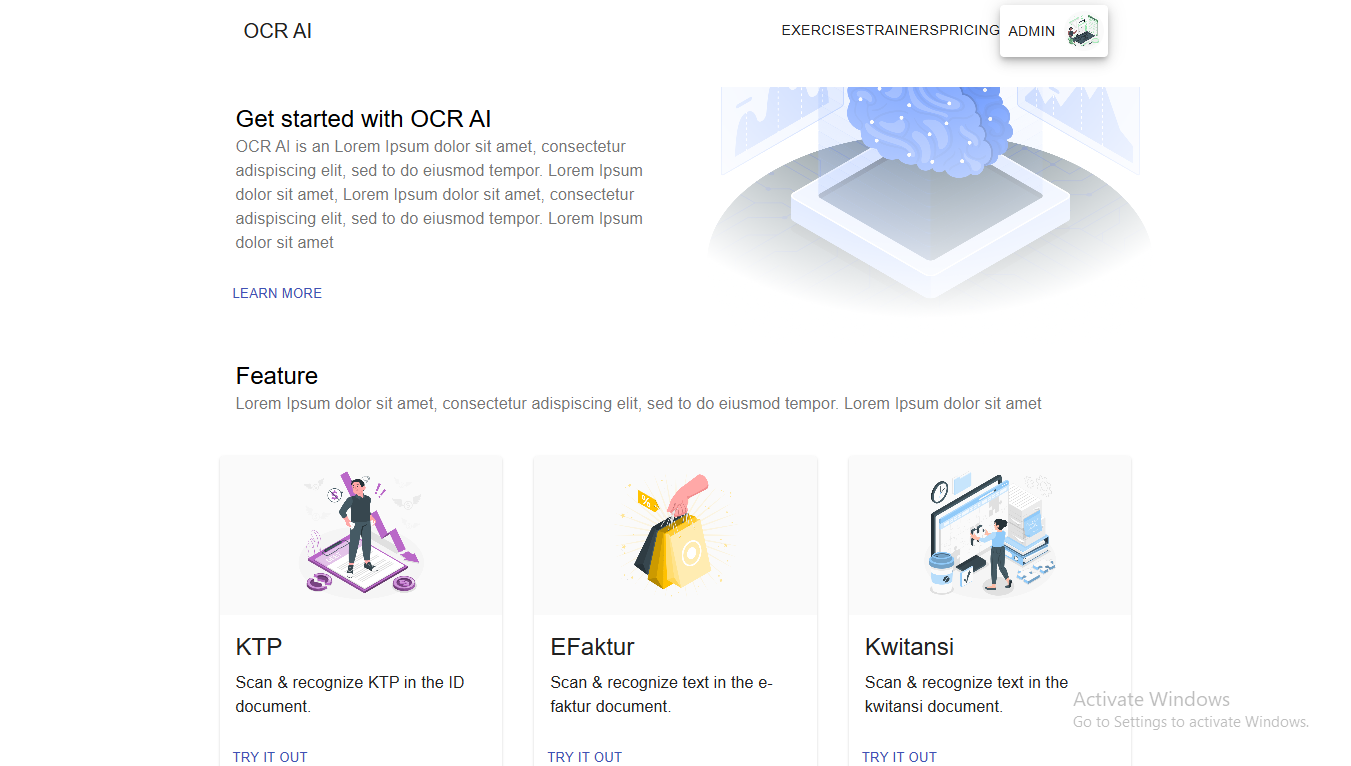 OCR AI
EXERCISESTRAINERSPRICING ADMIN
Get started with OCR AI
OCR AI is an Lorem Ipsum dolor sit amet, consectetur
adispiscing elit, sed to do eiusmod tempor. Lorem Ipsum
dolor sit amet, Lorem Ipsum dolor sit amet, consectetur
adispiscing elit, sed to do eiusmod tempor. Lorem Ipsum
dolor sit amet
LEARN MORE
Feature
Lorem Ipsum dolor sit amet, consectetur adispiscing elit, sed to do eiusmod tempor. Lorem Ipsum dolor sit amet
KTP
Scan & recognize KTP in the ID
document.
TRY IT OUT
EFaktur
Scan & recognize text in the e-
faktur document.
TRY IT OUT
Kwitansi
Scan & recognize text in the
kwitansi document.
TRY IT OUT
Activate Windows
Go to Settings to activate Windows.